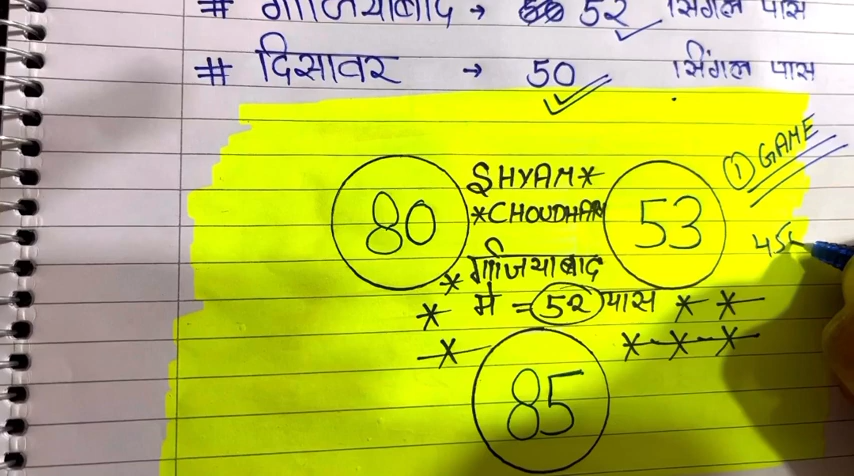 # गाजियाबाद → 52 सिंगल पास
# दिसावर → 50 सिंगल पास
① GAME
80 SHYAM* 53
*CHOUDHARY
* गाजियाबाद
* मे = 52 पास * *
* * * *
85